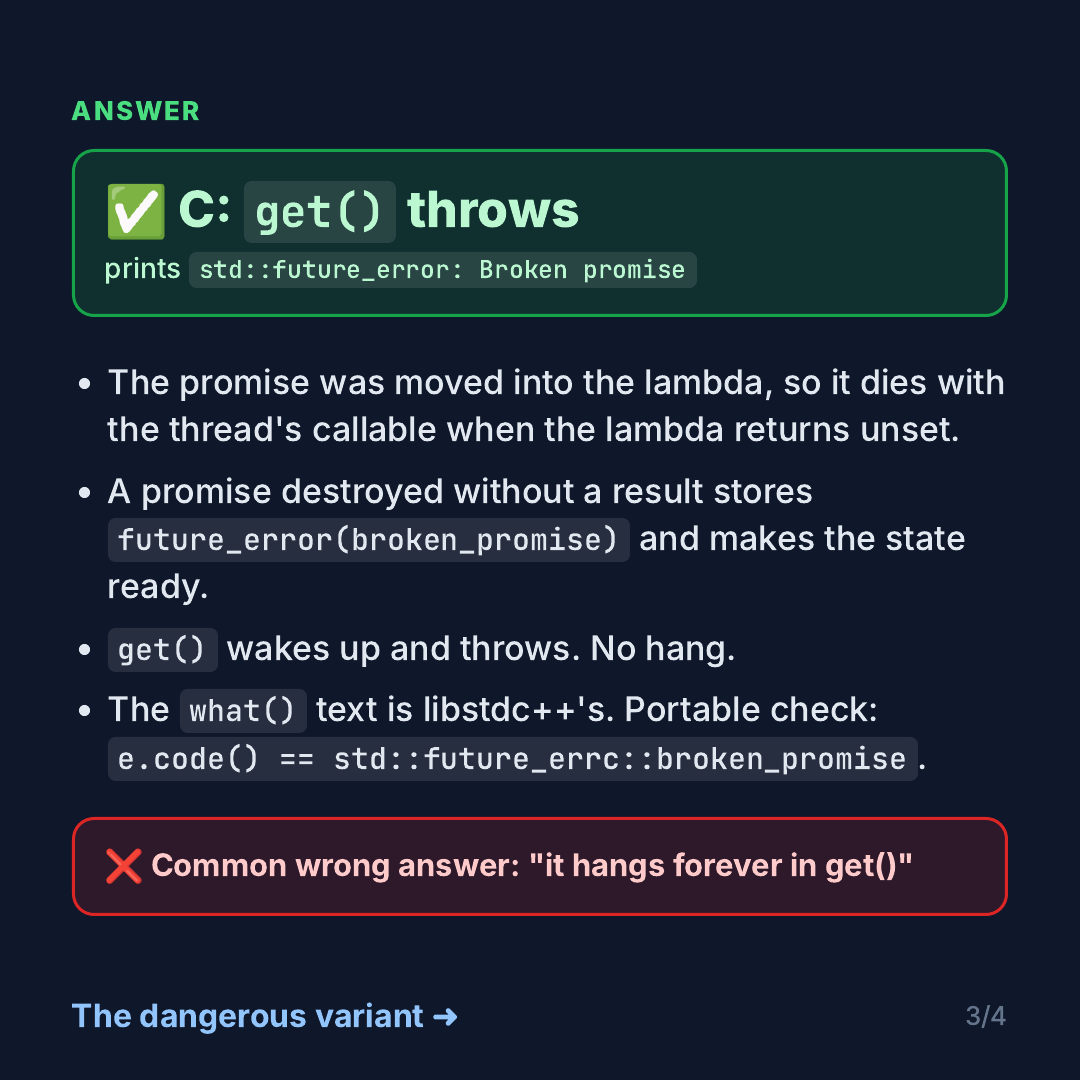 ANSWER
✅ C: get() throws
prints std::future_error: Broken promise
• The promise was moved into the lambda, so it dies with
the thread's callable when the lambda returns unset.
• A promise destroyed without a result stores
future_error(broken_promise) and makes the state
ready.
• get() wakes up and throws. No hang.
• The what() text is libstdc++'s. Portable check:
e.code() == std::future_errc::broken_promise.
❌ Common wrong answer: "it hangs forever in get()"
The dangerous variant ➜
3/4